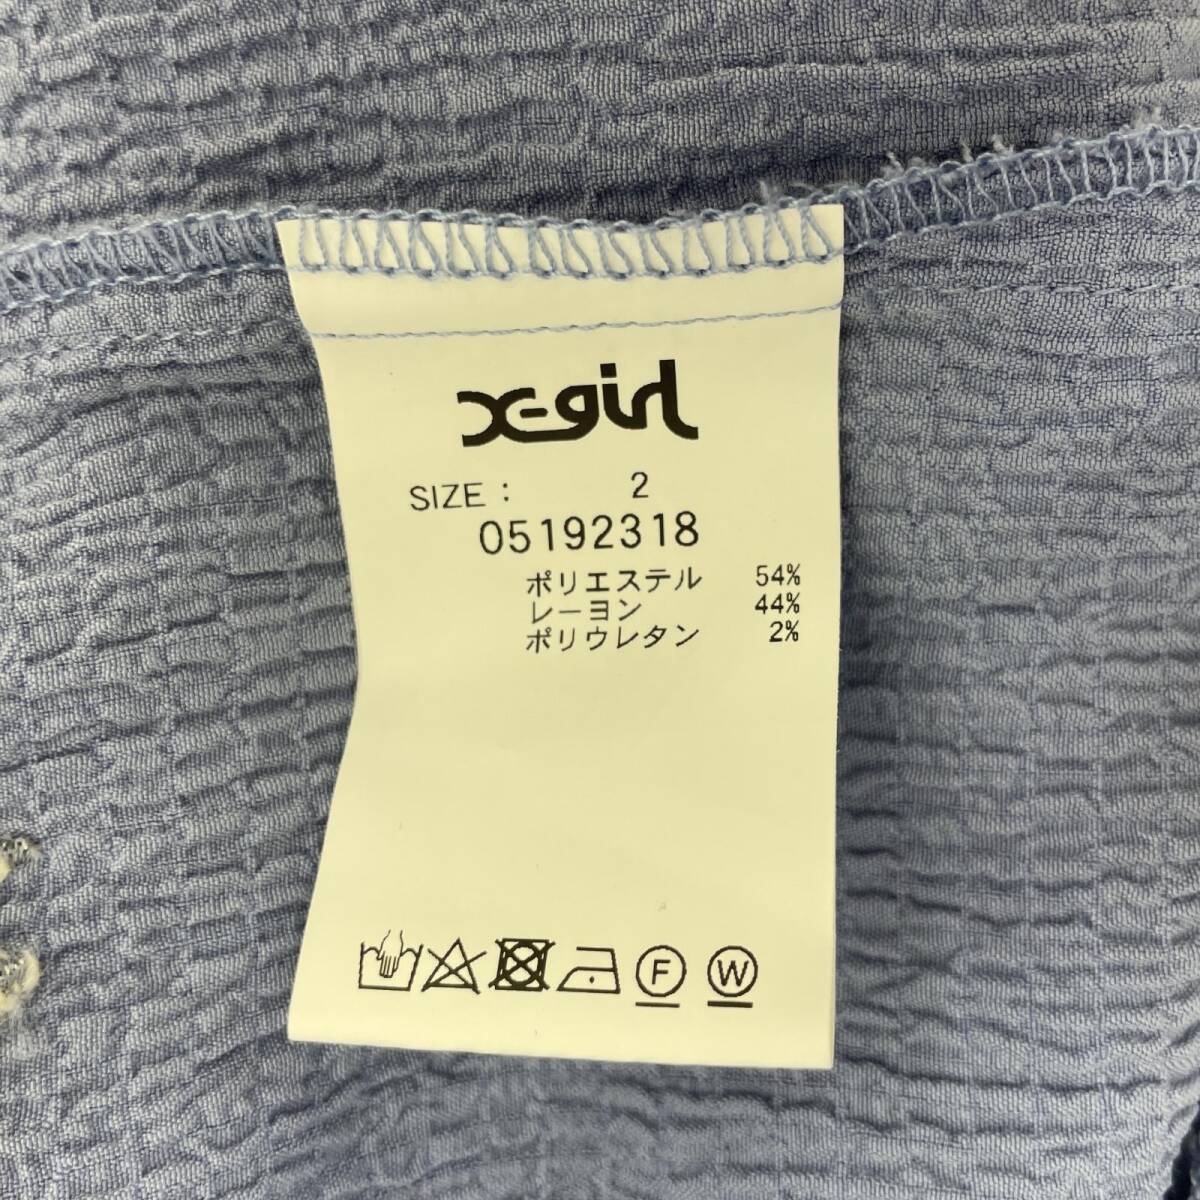 X-girl
SIZE : 2
05192318
ポリエステル 54%
レーヨン 44%
ポリウレタン 2%
F W